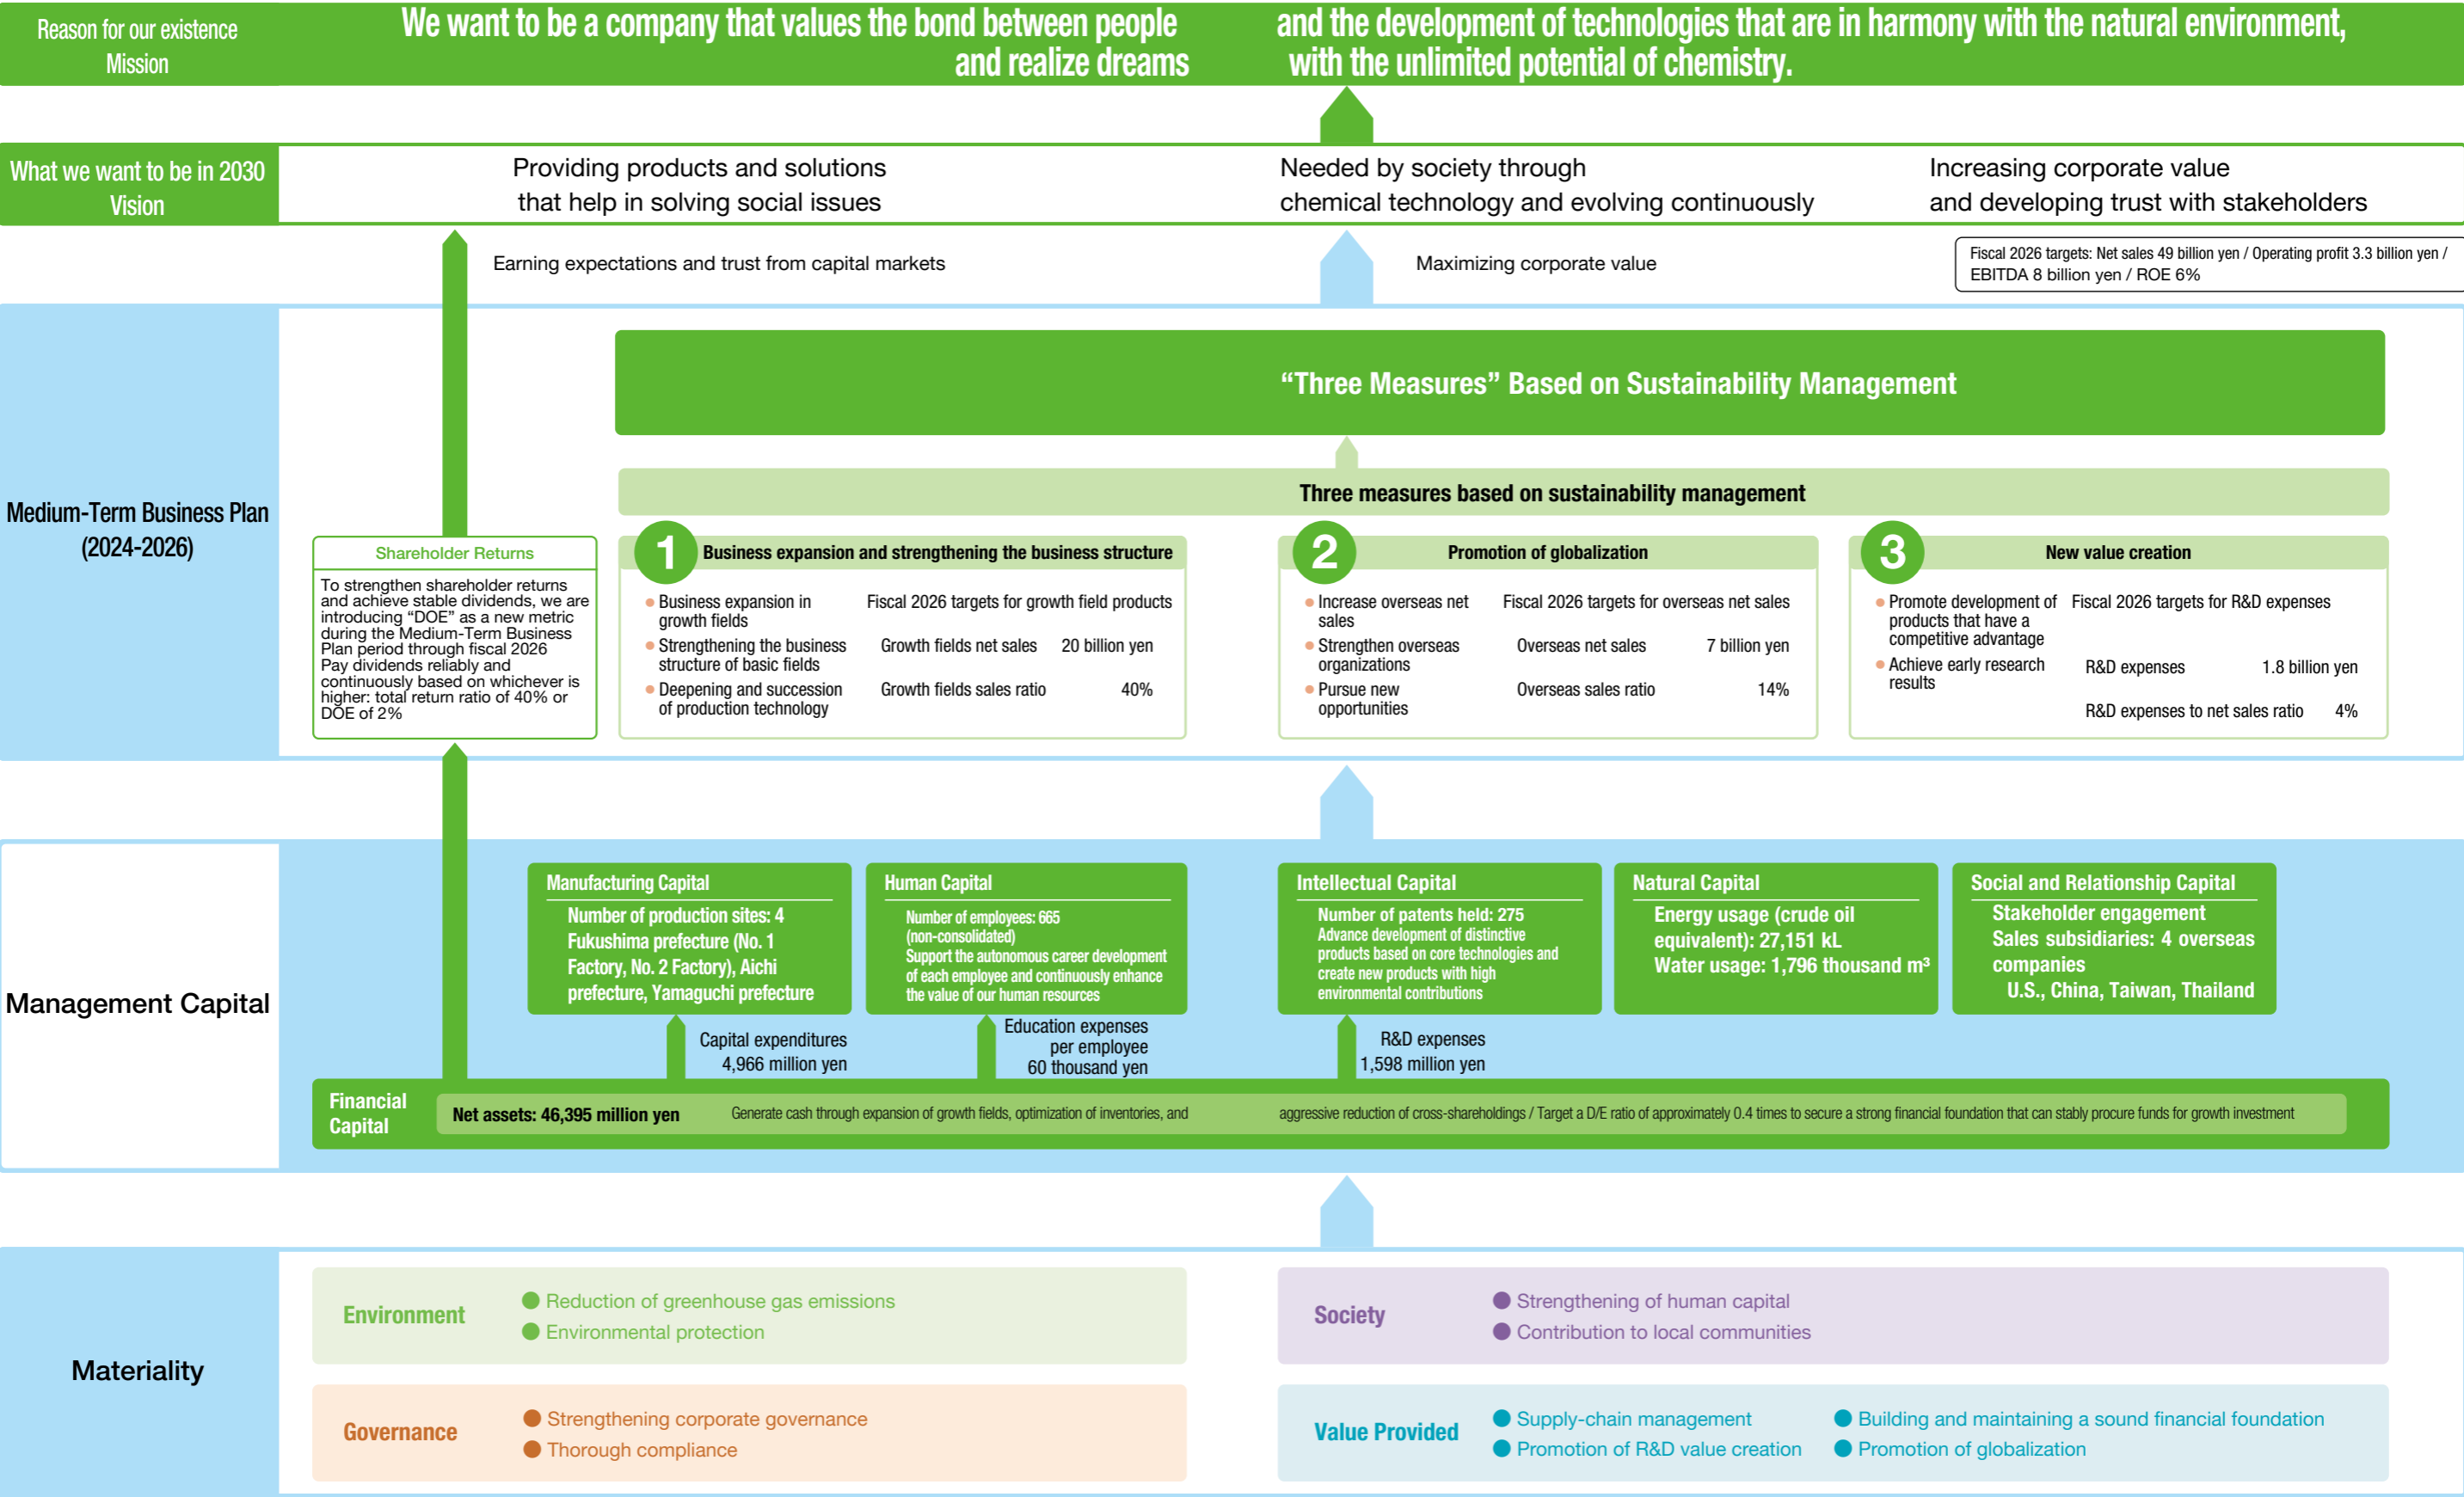 Reason for our existence
Mission
We want to be a company that values the bond between people and the development of technologies that are in harmony with the natural environment,
and realize dreams with the unlimited potential of chemistry.
What we want to be in 2030
Vision
Providing products and solutions
that help in solving social issues
Needed by society through
chemical technology and evolving continuously
Increasing corporate value
and developing trust with stakeholders
Earning expectations and trust from capital markets
Maximizing corporate value
Fiscal 2026 targets: Net sales 49 billion yen / Operating profit 3.3 billion yen /
EBITDA 8 billion yen / ROE 6%
Medium-Term Business Plan
(2024-2026)
“Three Measures” Based on Sustainability Management
Three measures based on sustainability management
Shareholder Returns
To strengthen shareholder returns
and achieve stable dividends, we are
introducing “DOE” as a new metric
during the Medium-Term Business
Plan period through fiscal 2026
Pay dividends reliably and
continuously based on whichever is
higher: total return ratio of 40% or
DOE of 2%
1 Business expansion and strengthening the business structure
Business expansion in
growth fields
Strengthening the business
structure of basic fields
Deepening and succession
of production technology
Fiscal 2026 targets for growth field products
Growth fields net sales 20 billion yen
Growth fields sales ratio 40%
2 Promotion of globalization
Increase overseas net
sales
Strengthen overseas
organizations
Pursue new
opportunities
Fiscal 2026 targets for overseas net sales
Overseas net sales 7 billion yen
Overseas sales ratio 14%
3 New value creation
Promote development of
products that have a
competitive advantage
Achieve early research
results
Fiscal 2026 targets for R&D expenses
R&D expenses 1.8 billion yen
R&D expenses to net sales ratio 4%
Management Capital
Manufacturing Capital
Number of production sites: 4
Fukushima prefecture (No. 1
Factory, No. 2 Factory), Aichi
prefecture, Yamaguchi prefecture
Human Capital
Number of employees: 665
(non-consolidated)
Support the autonomous career development
of each employee and continuously enhance
the value of our human resources
Intellectual Capital
Number of patents held: 275
Advance development of distinctive
products based on core technologies and
create new products with high
environmental contributions
Natural Capital
Energy usage (crude oil
equivalent): 27,151 kL
Water usage: 1,796 thousand m³
Social and Relationship Capital
Stakeholder engagement
Sales subsidiaries: 4 overseas
companies
U.S., China, Taiwan, Thailand
Capital expenditures
4,966 million yen
Education expenses
per employee
60 thousand yen
R&D expenses
1,598 million yen
Financial
Capital
Net assets: 46,395 million yen
Generate cash through expansion of growth fields, optimization of inventories, and aggressive reduction of cross-shareholdings / Target a D/E ratio of approximately 0.4 times to secure a strong financial foundation that can stably procure funds for growth investment
Materiality
Environment
Reduction of greenhouse gas emissions
Environmental protection
Society
Strengthening of human capital
Contribution to local communities
Governance
Strengthening corporate governance
Thorough compliance
Value Provided
Supply-chain management
Promotion of R&D value creation
Building and maintaining a sound financial foundation
Promotion of globalization